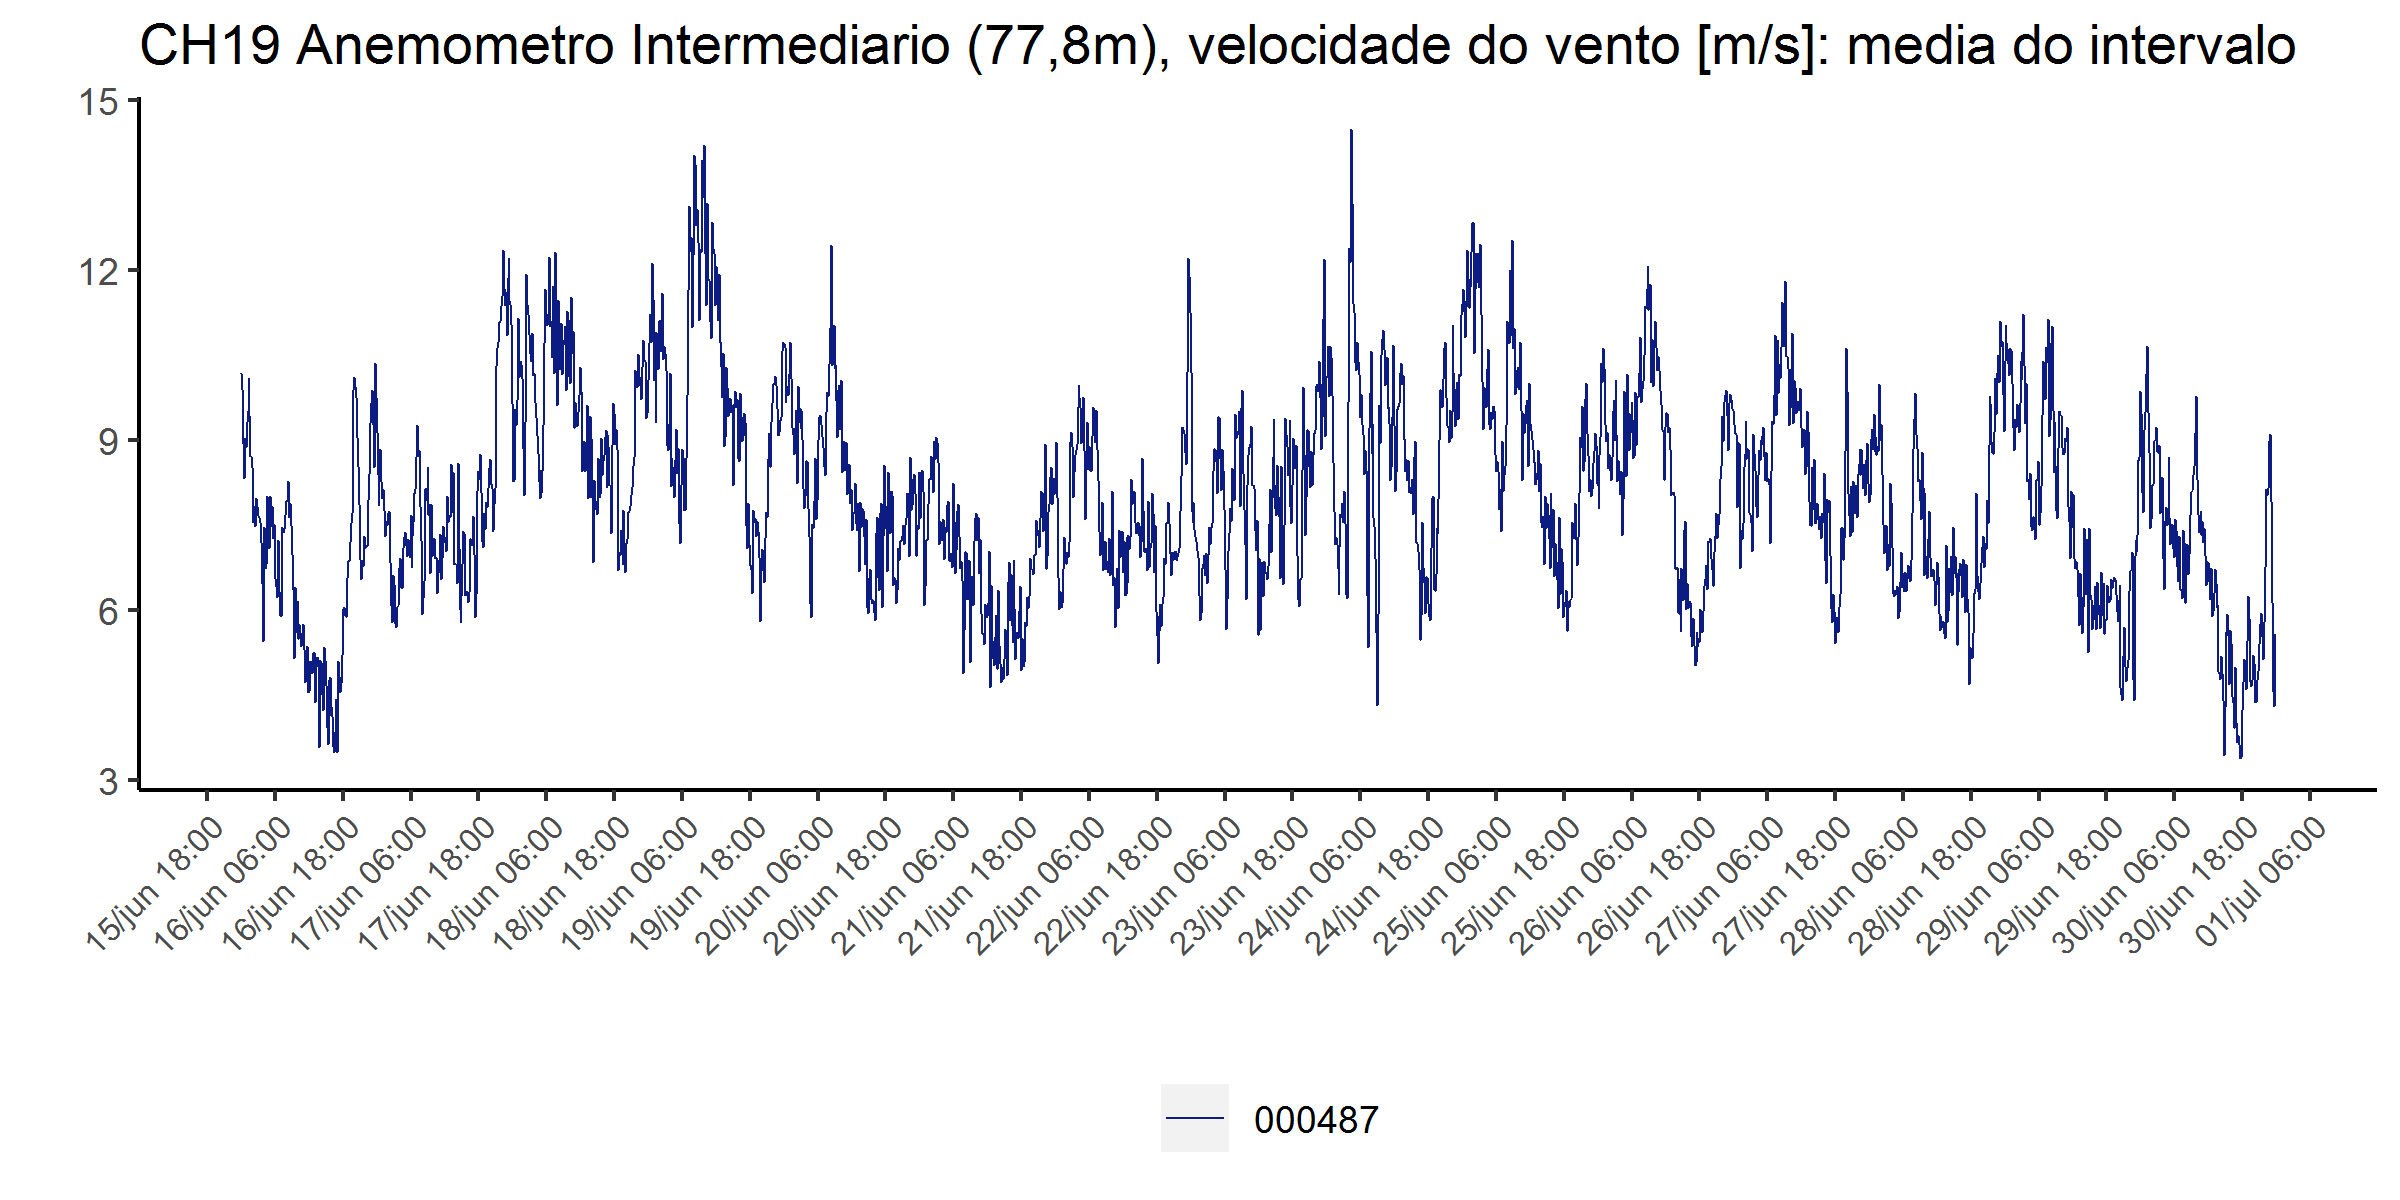 CH19 Anemometro Intermediario (77,8m), velocidade do vento [m/s]: media do intervalo
15
12
9
6
3
15/jun 18:00
16/jun 06:00
16/jun 18:00
17/jun 06:00
17/jun 18:00
18/jun 06:00
18/jun 18:00
19/jun 06:00
19/jun 18:00
20/jun 06:00
20/jun 18:00
21/jun 06:00
21/jun 18:00
22/jun 06:00
22/jun 18:00
23/jun 06:00
23/jun 18:00
24/jun 06:00
24/jun 18:00
25/jun 06:00
25/jun 18:00
26/jun 06:00
26/jun 18:00
27/jun 06:00
27/jun 18:00
28/jun 06:00
28/jun 18:00
29/jun 06:00
29/jun 18:00
30/jun 06:00
30/jun 18:00
01/jul 06:00
000487